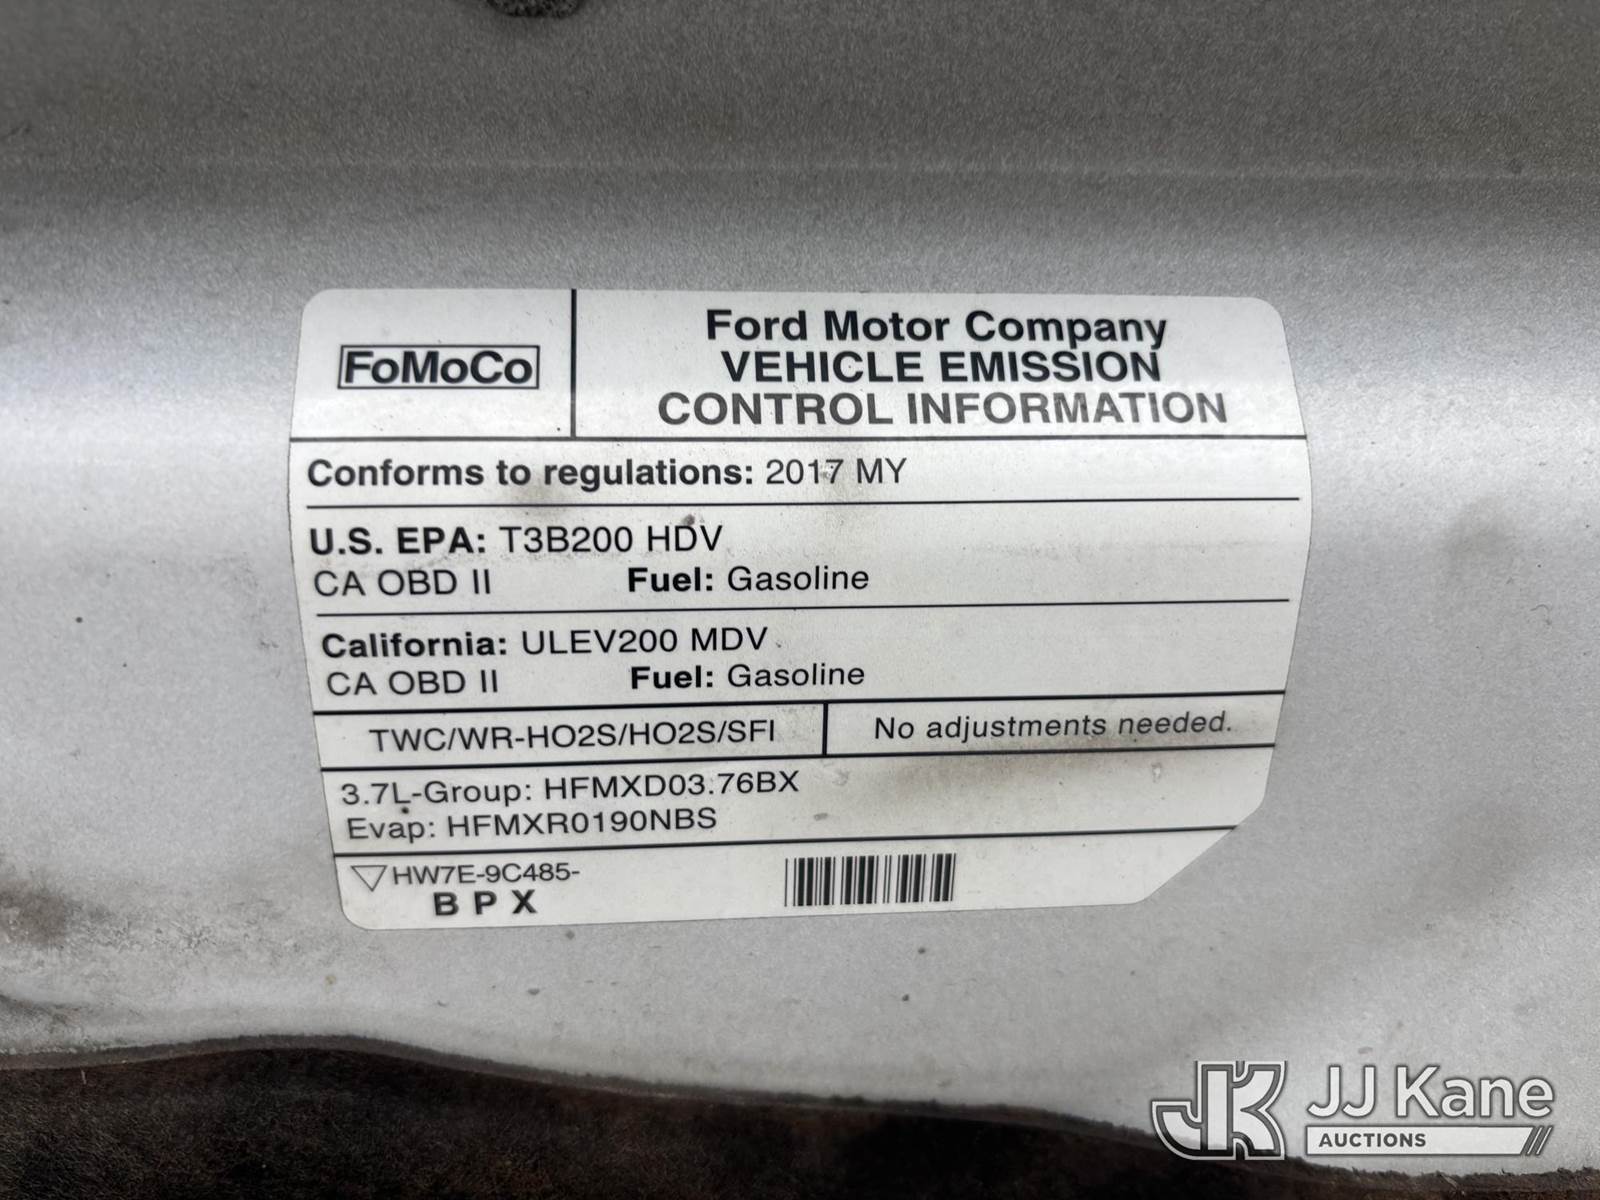 FoMoCo
Ford Motor Company
VEHICLE EMISSION
CONTROL INFORMATION
Conforms to regulations: 2017 MY
U.S. EPA: T3B200 HDV
CA OBD II Fuel: Gasoline
California: ULEV200 MDV
CA OBD II Fuel: Gasoline
TWC/WR-HO2S/HO2S/SFI
No adjustments needed.
3.7L-Group: HFMXD03.76BX
Evap: HFMXR0190NBS
HW7E-9C485-
B P X
JK JJ Kane
AUCTIONS